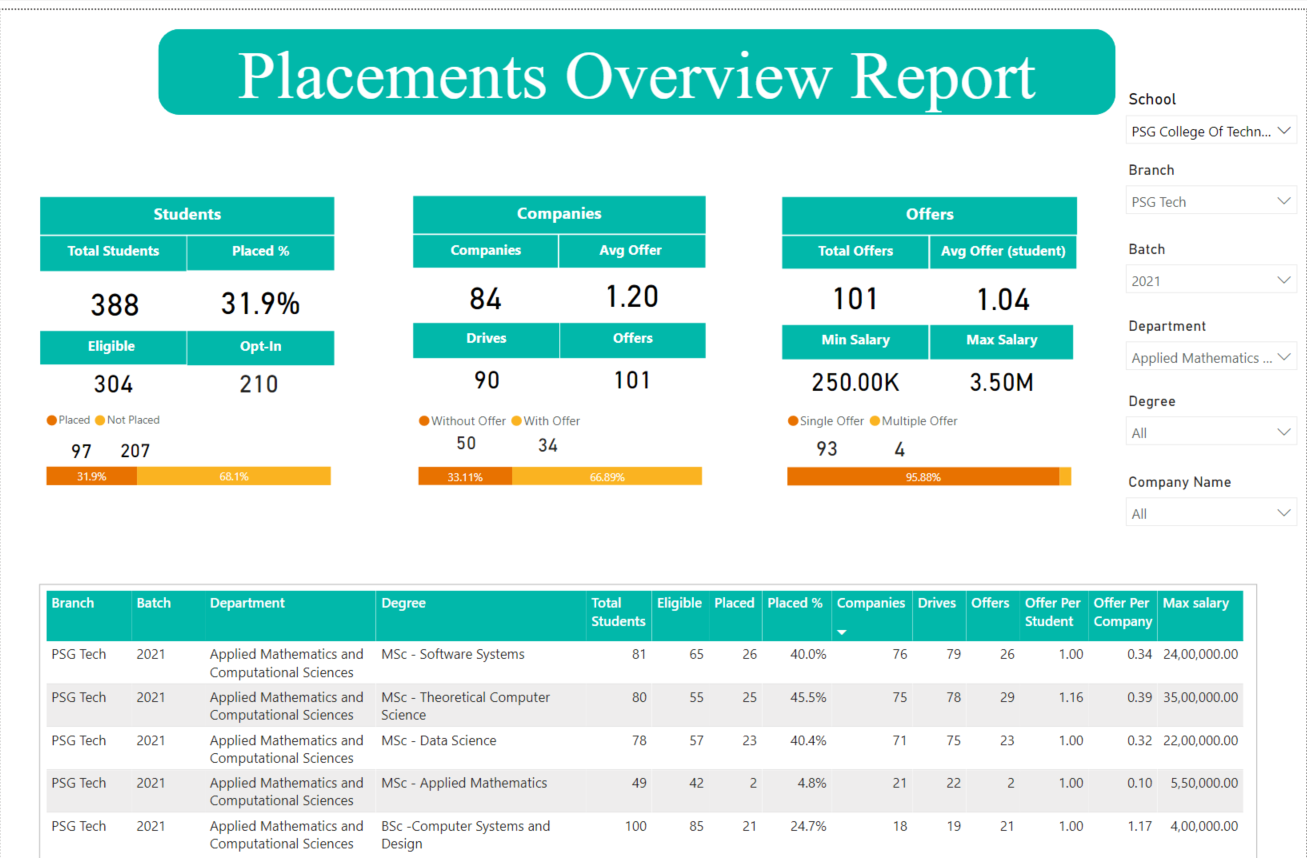 Placements Overview Report
School
PSG College Of Techn...
Branch
PSG Tech
Batch
2021
Department
Applied Mathematics ...
Degree
All
Company Name
All
Students
Total Students Placed %
388 31.9%
Eligible Opt-In
304 210
Placed Not Placed
97 207
31.9% 68.1%
Companies
Companies Avg Offer
84 1.20
Drives Offers
90 101
Without Offer With Offer
50 34
33.11% 66.89%
Offers
Total Offers Avg Offer (student)
101 1.04
Min Salary Max Salary
250.00K 3.50M
Single Offer Multiple Offer
93 4
95.88%
Branch Batch Department Degree Total Students Eligible Placed Placed % Companies Drives Offers Offer Per Student Offer Per Company Max salary
PSG Tech 2021 Applied Mathematics and Computational Sciences MSc - Software Systems 81 65 26 40.0% 76 79 26 1.00 0.34 24,00,000.00
PSG Tech 2021 Applied Mathematics and Computational Sciences MSc - Theoretical Computer Science 80 55 25 45.5% 75 78 29 1.16 0.39 35,00,000.00
PSG Tech 2021 Applied Mathematics and Computational Sciences MSc - Data Science 78 57 23 40.4% 71 75 23 1.00 0.32 22,00,000.00
PSG Tech 2021 Applied Mathematics and Computational Sciences MSc - Applied Mathematics 49 42 2 4.8% 21 22 2 1.00 0.10 5,50,000.00
PSG Tech 2021 Applied Mathematics and Computational Sciences BSc -Computer Systems and Design 100 85 21 24.7% 18 19 21 1.00 1.17 4,00,000.00